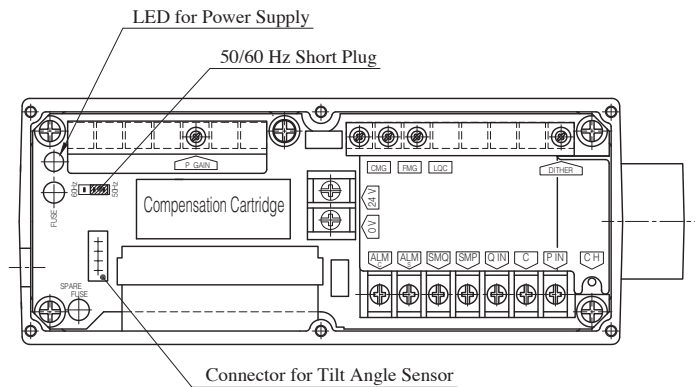 LED for Power Supply
50/60 Hz Short Plug
P GAIN
CMG FMG LQC DITHER
60Hz 50Hz
FUSE
Compensation Cartridge
24 V
0 V
ALM C ALM S SMQ SMP Q IN C P IN C H
SPARE
FUSE
Connector for Tilt Angle Sensor